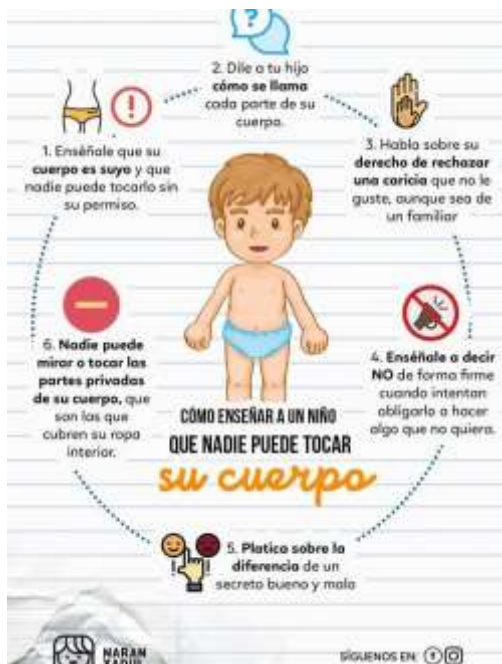 1. Enséñale que su
cuerpo es suyo y que
nadie puede tocarlo sin
su permiso.
2. Dile a tu hijo
cómo se llama
cada parte de su
cuerpo.
3. Habla sobre su
derecho de rechazar
una caricia que no le
guste, aunque sea de
un familiar
4. Enséñale a decir
NO de forma firme
cuando intentan
obligarlo a hacer
algo que no quiera.
5. Platica sobre la
diferencia de un
secreto bueno y malo
6. Nadie puede
mirar o tocar las
partes privadas
de su cuerpo, que
son las que
cubren su ropa
interior.
CÓMO ENSEÑAR A UN NIÑO
QUE NADIE PUEDE TOCAR
su cuerpo
NARAN
SÍGUENOS EN